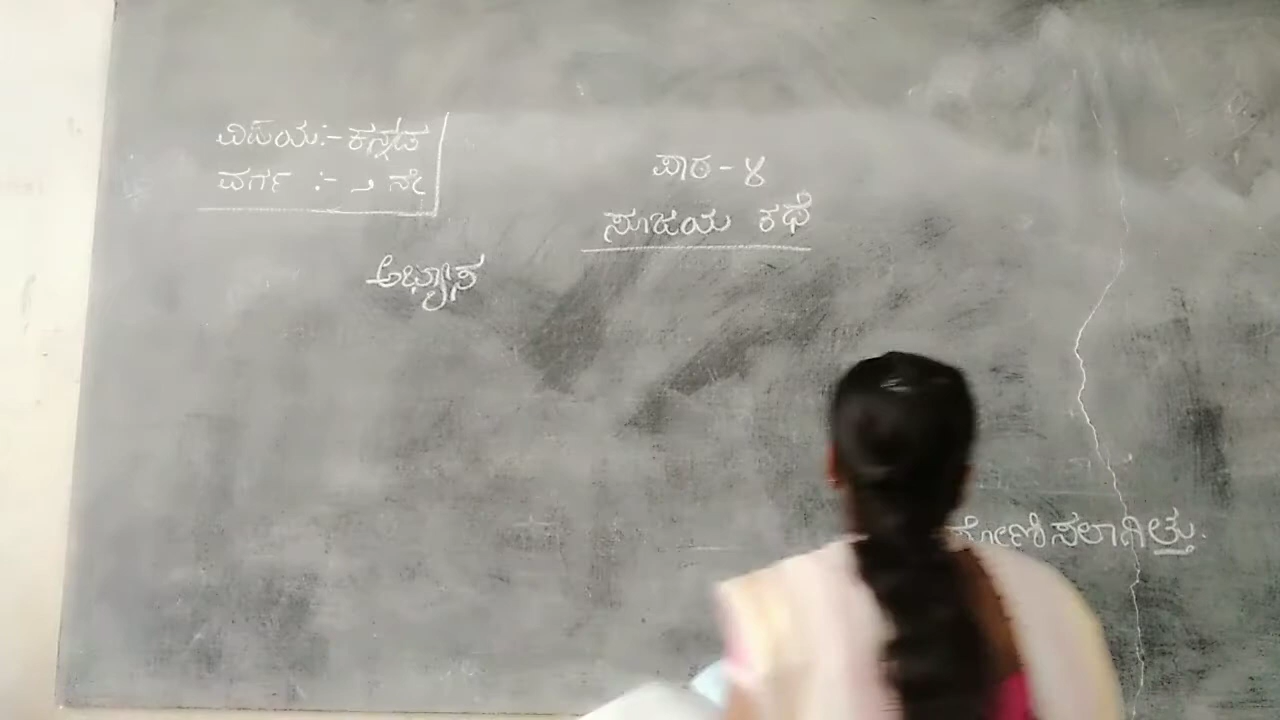 ವಿಷಯ:- ಕನ್ನಡ
ವರ್ಗ :- ೨ ನೇ
ಪಾಠ - ೪
ಸೂಜಿಯ ಕಥೆ
ಅಭ್ಯಾಸ
ಪೋಣಿಸಲಾಗಿತ್ತು.